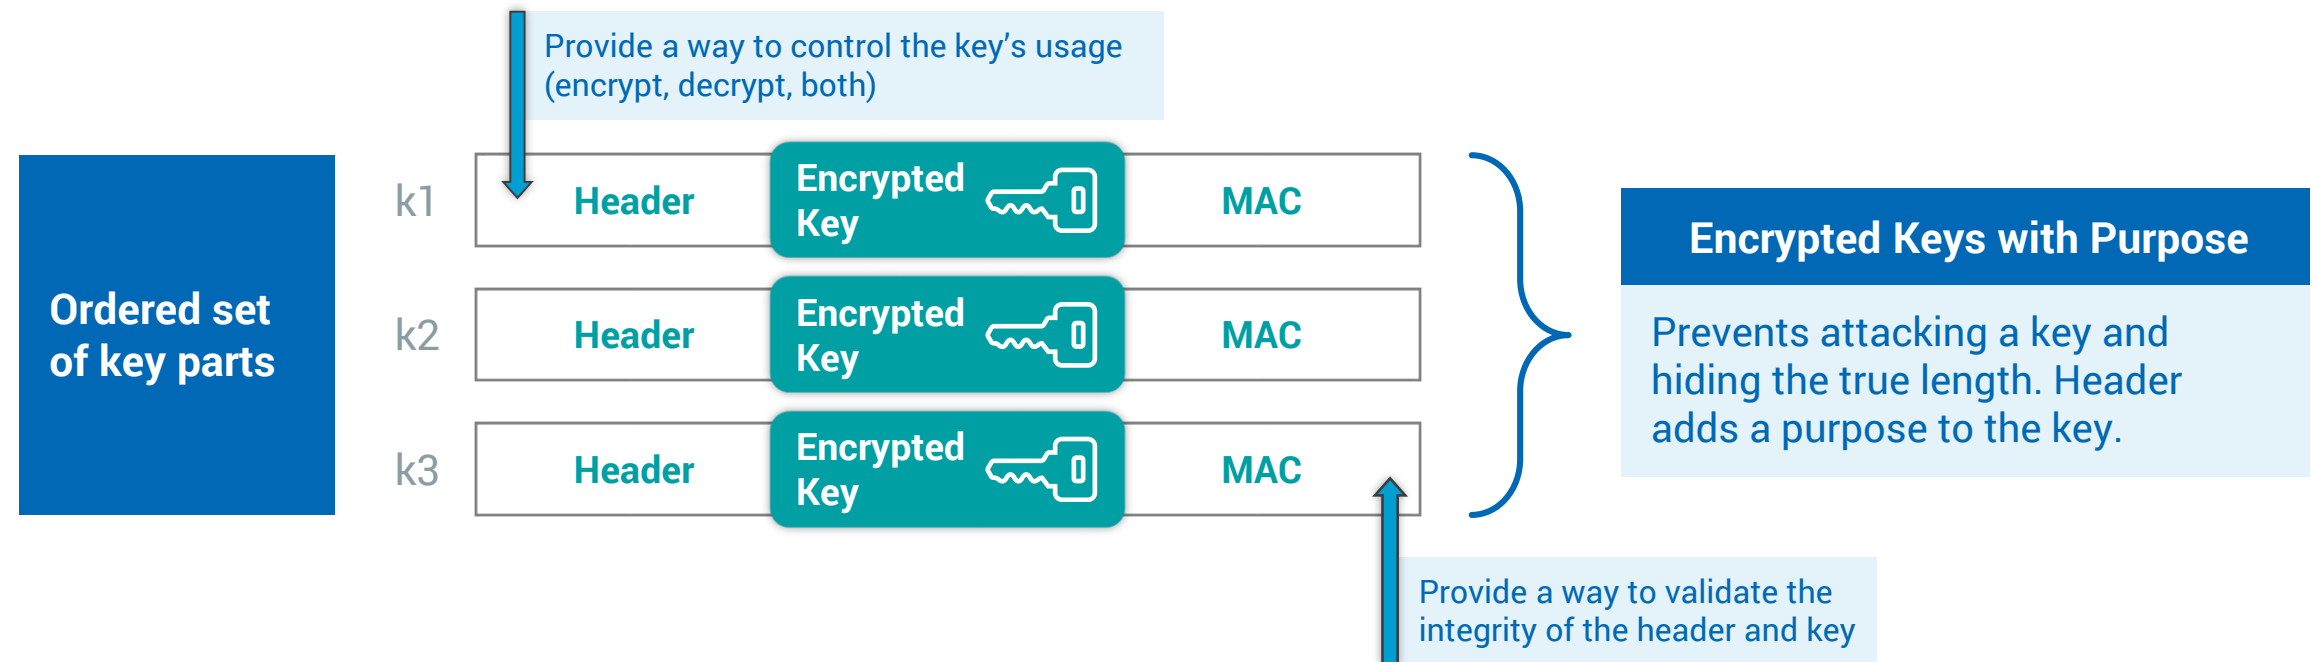 Provide a way to control the key’s usage
(encrypt, decrypt, both)
Ordered set
of key parts
k1
Header
Encrypted
Key
MAC
k2
Header
Encrypted
Key
MAC
k3
Header
Encrypted
Key
MAC
Encrypted Keys with Purpose
Prevents attacking a key and
hiding the true length. Header
adds a purpose to the key.
Provide a way to validate the
integrity of the header and key